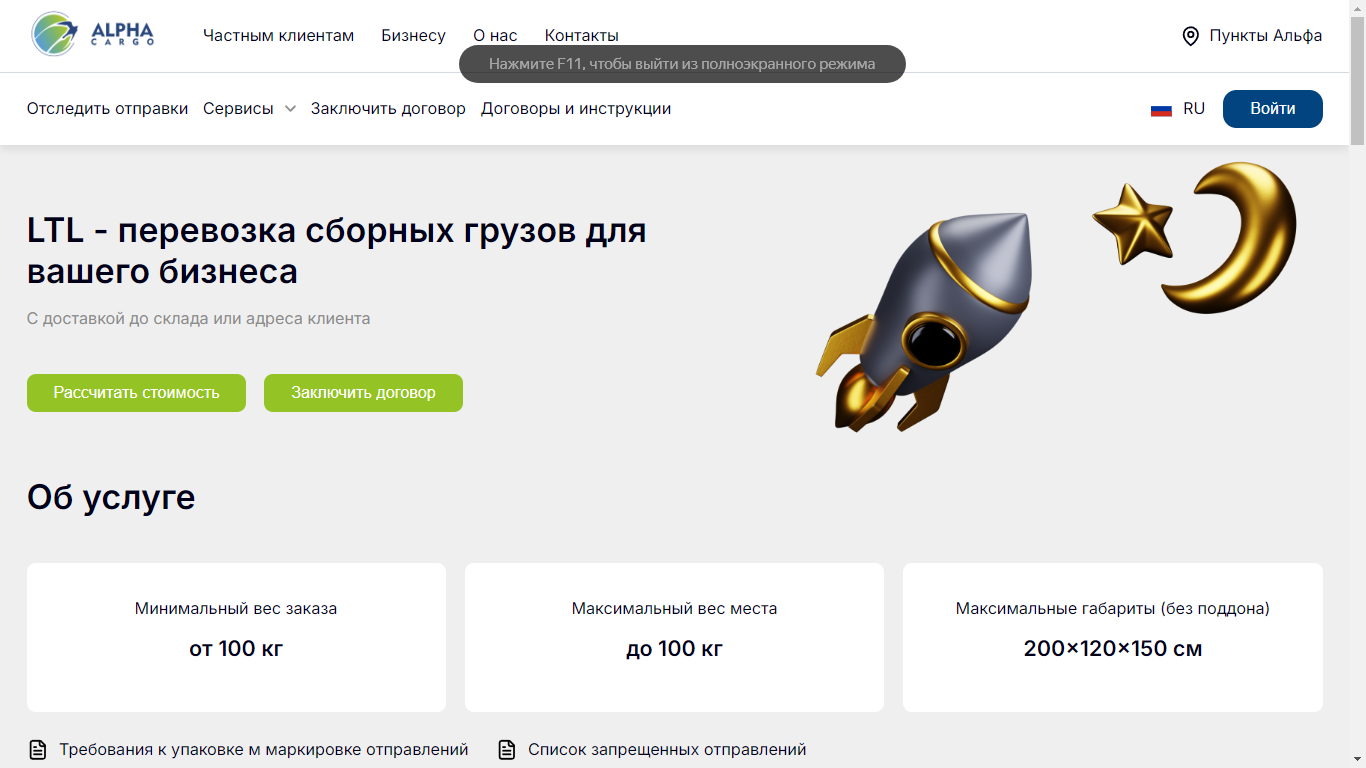 ALPHA
CARGO
Частным клиентам
Бизнесу
О нас
Контакты
Пункты Альфа
Нажмите F11, чтобы выйти из полноэкранного режима
Отследить отправки
Сервисы
Заключить договор
Договоры и инструкции
RU
Войти
LTL - перевозка сборных грузов для
вашего бизнеса
С доставкой до склада или адреса клиента
Рассчитать стоимость
Заключить договор
Об услуге
Минимальный вес заказа
от 100 кг
Максимальный вес места
до 100 кг
Максимальные габариты (без поддона)
200×120×150 см
Требования к упаковке м маркировке отправлений
Список запрещенных отправлений